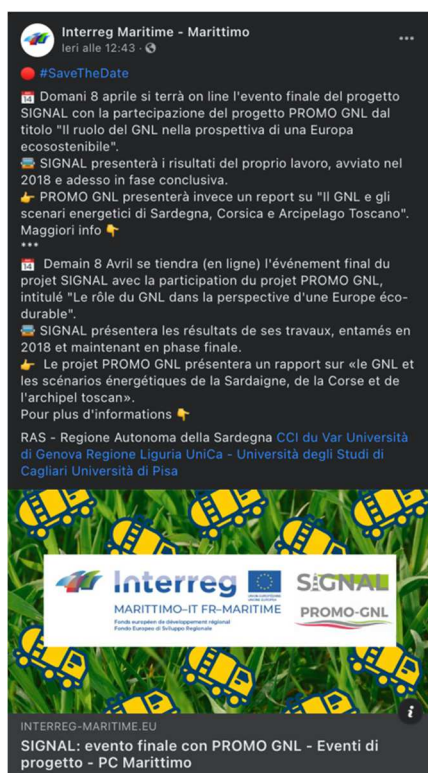 Interreg Maritime - Marittimo
Ieri alle 12:43 ·
#SaveTheDate
Domani 8 aprile si terrà on line l'evento finale del progetto
SIGNAL con la partecipazione del progetto PROMO GNL dal
titolo "Il ruolo del GNL nella prospettiva di una Europa
ecosostenibile".
SIGNAL presenterà i risultati del proprio lavoro, avviato nel
2018 e adesso in fase conclusiva.
PROMO GNL presenterà invece un report su "Il GNL e gli
scenari energetici di Sardegna, Corsica e Arcipelago Toscano".
Maggiori info
***
Demain 8 Avril se tiendra (en ligne) l'événement final du
projet SIGNAL avec la participation du projet PROMO GNL,
intitulé "Le rôle du GNL dans la perspective d'une Europe éco-
durable".
SIGNAL présentera les résultats de ses travaux, entamés en
2018 et maintenant en phase finale.
Le projet PROMO GNL présentera un rapport sur «le GNL et
les scénarios énergétiques de la Sardaigne, de la Corse et de
l'archipel toscan».
Pour plus d'informations
RAS - Regione Autonoma della Sardegna CCI du Var Università
di Genova Regione Liguria UniCa - Università degli Studi di
Cagliari Università di Pisa
Interreg
SIGNAL
MARITTIMO-IT FR-MARITIME
PROMO-GNL
Fonds européen de développement régional
Fondo Europeo di Sviluppo Regionale
INTERREG-MARITIME.EU
SIGNAL: evento finale con PROMO GNL - Eventi di
progetto - PC Marittimo